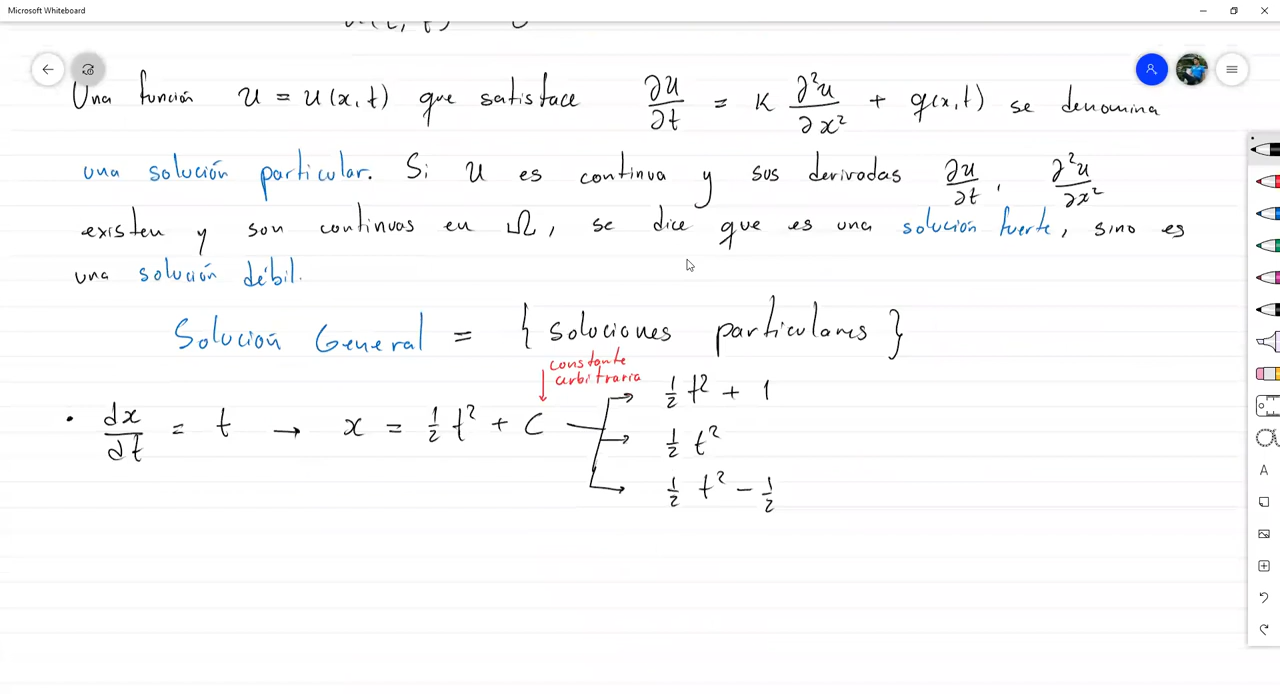 Microsoft Whiteboard
Una función u = u(x,t) que satisface ∂u/∂t = K ∂²u/∂x² + q(x,t) se denomina
una solución particular. Si u es continua y sus derivadas ∂u/∂t, ∂²u/∂x²
existen y son continuas en Ω, se dice que es una solución fuerte, sino es
una solución débil.
Solución General = { soluciones particulares }
constante
arbitraria
• dx/dt = t → x = 1/2 t² + C
1/2 t² + 1
1/2 t²
1/2 t² - 1/2
A